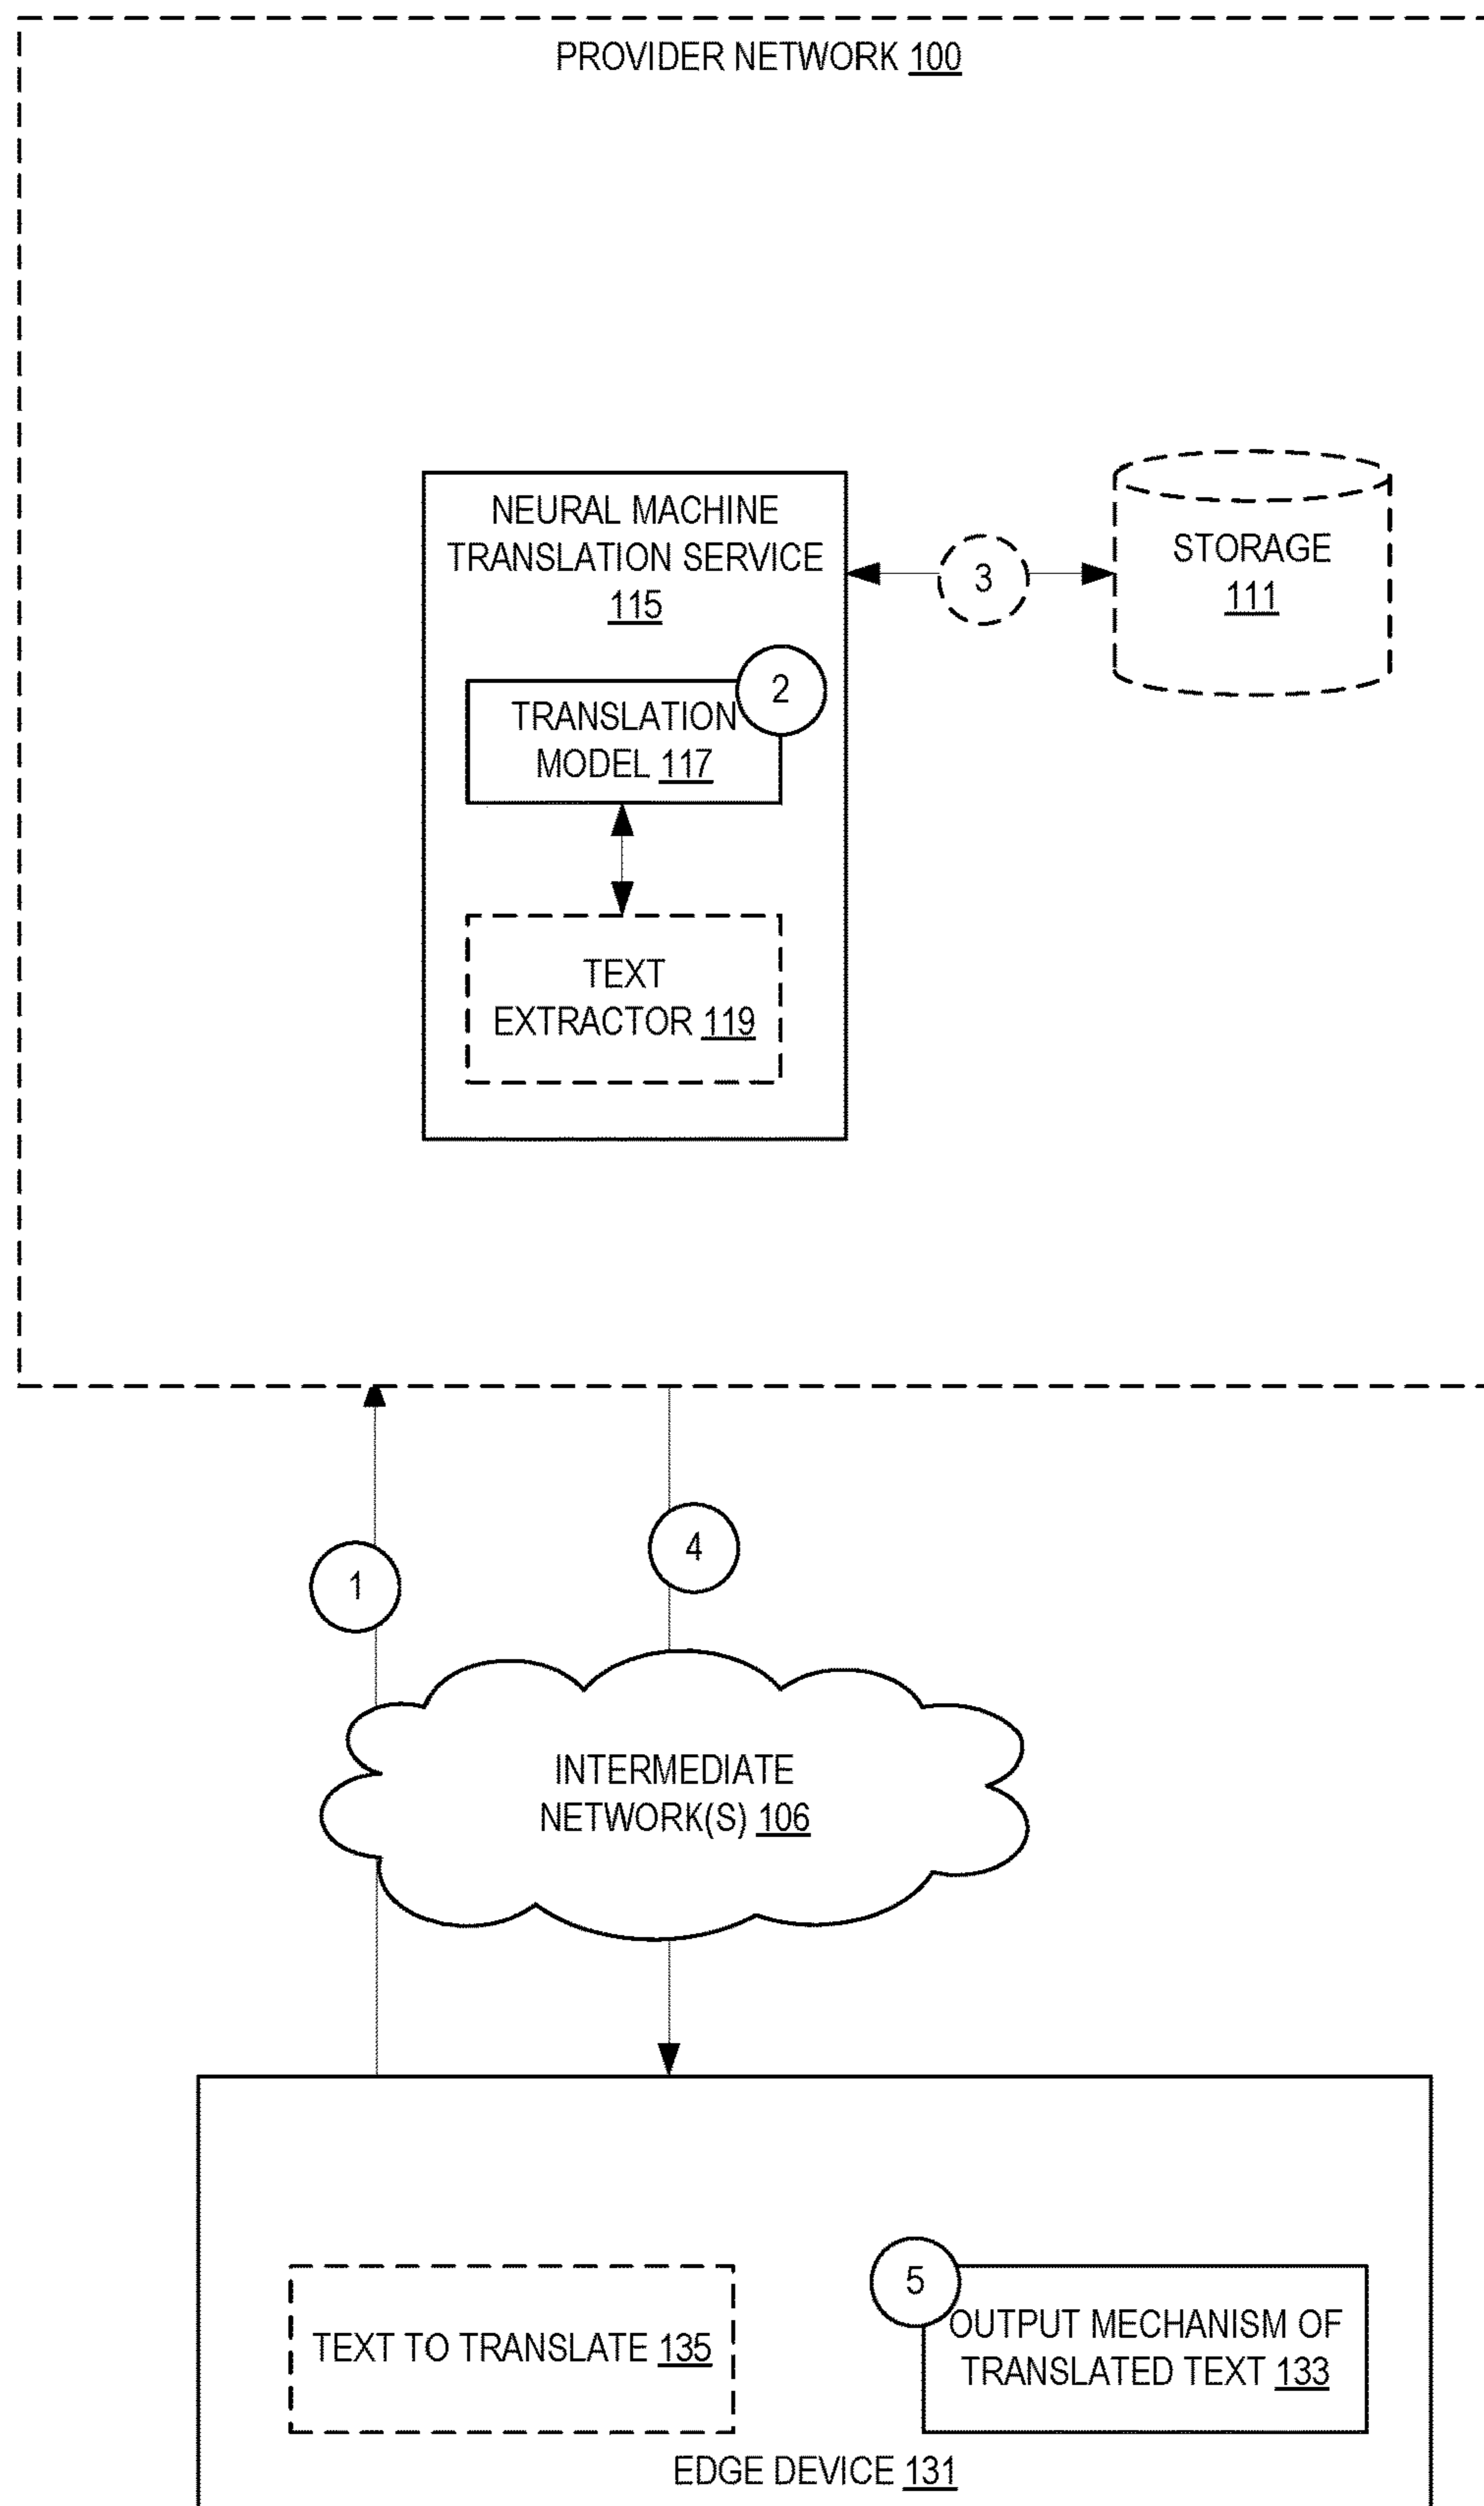 PROVIDER NETWORK 100
NEURAL MACHINE
TRANSLATION SERVICE
115
3
STORAGE
111
2
TRANSLATION
MODEL 117
TEXT
EXTRACTOR 119
1
4
INTERMEDIATE
NETWORK(S) 106
5
TEXT TO TRANSLATE 135
OUTPUT MECHANISM OF
TRANSLATED TEXT 133
EDGE DEVICE 131